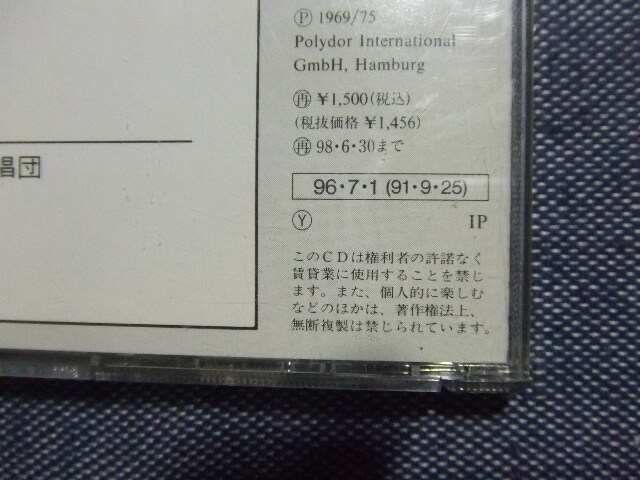 Ⓟ 1969/75
Polydor International
GmbH, Hamburg
㊢ ¥1,500(税込)
(税抜価格 ¥1,456)
再 98・6・30まで
唱団
96・7・1 (91・9・25)
Ⓨ IP
このCDは権利者の許諾なく
賃貸業に使用することを禁じ
ます。また、個人的に楽しむ
などのほかは、著作権法上、
無断複製は禁じられています。